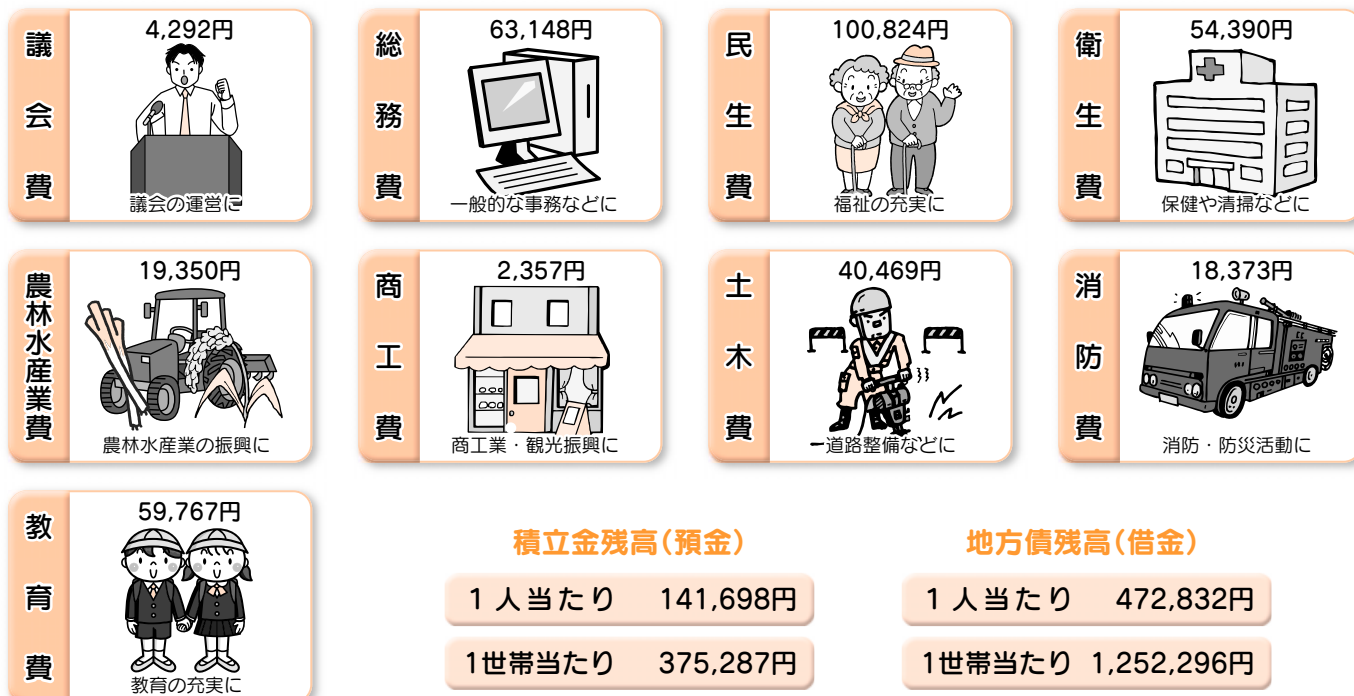 議会費
4,292円
議会の運営に
総務費
63,148円
一般的な事務などに
民生費
100,824円
福祉の充実に
衛生費
54,390円
保健や清掃などに
農林水産業費
19,350円
農林水産業の振興に
商工費
2,357円
商工業・観光振興に
土木費
40,469円
道路整備などに
消防費
18,373円
消防・防災活動に
教育費
59,767円
教育の充実に
積立金残高(預金)
1人当たり 141,698円
1世帯当たり 375,287円
地方債残高(借金)
1人当たり 472,832円
1世帯当たり 1,252,296円